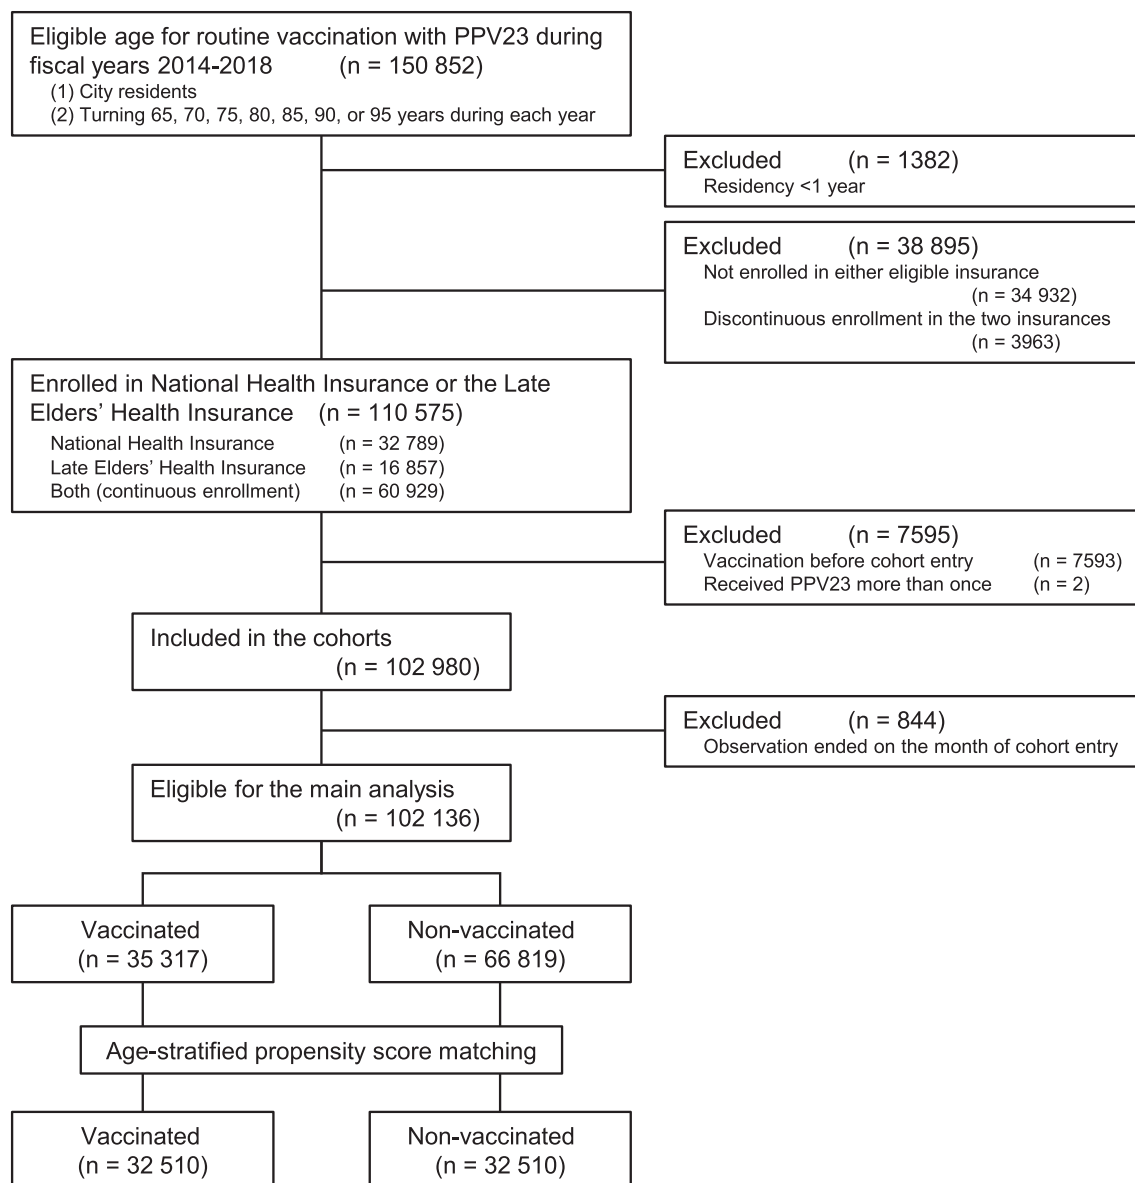 Eligible age for routine vaccination with PPV23 during
fiscal years 2014-2018 (n = 150 852)
(1) City residents
(2) Turning 65, 70, 75, 80, 85, 90, or 95 years during each year
Excluded (n = 1382)
Residency <1 year
Excluded (n = 38 895)
Not enrolled in either eligible insurance
(n = 34 932)
Discontinuous enrollment in the two insurances
(n = 3963)
Enrolled in National Health Insurance or the Late
Elders’ Health Insurance (n = 110 575)
National Health Insurance (n = 32 789)
Late Elders’ Health Insurance (n = 16 857)
Both (continuous enrollment) (n = 60 929)
Excluded (n = 7595)
Vaccination before cohort entry (n = 7593)
Received PPV23 more than once (n = 2)
Included in the cohorts
(n = 102 980)
Excluded (n = 844)
Observation ended on the month of cohort entry
Eligible for the main analysis
(n = 102 136)
Vaccinated
(n = 35 317)
Non-vaccinated
(n = 66 819)
Age-stratified propensity score matching
Vaccinated
(n = 32 510)
Non-vaccinated
(n = 32 510)